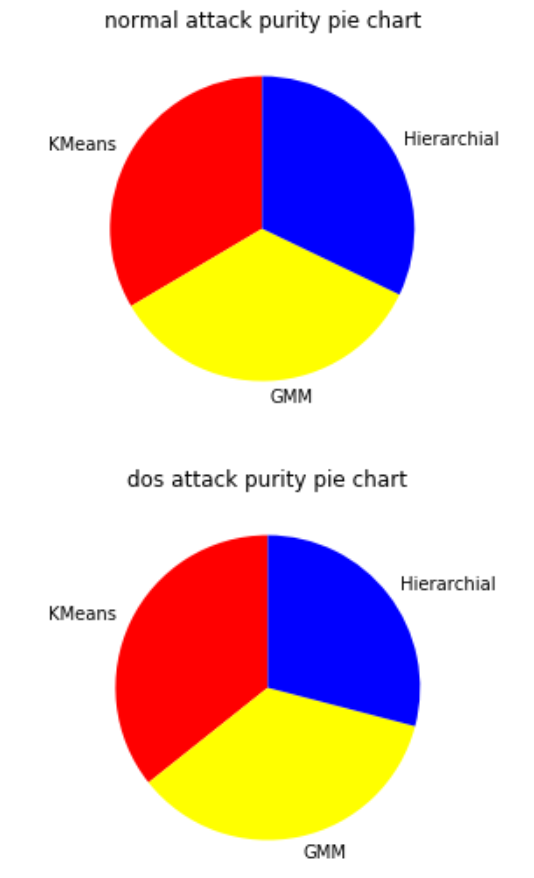 normal attack purity pie chart
KMeans
Hierarchial
GMM
dos attack purity pie chart
KMeans
Hierarchial
GMM